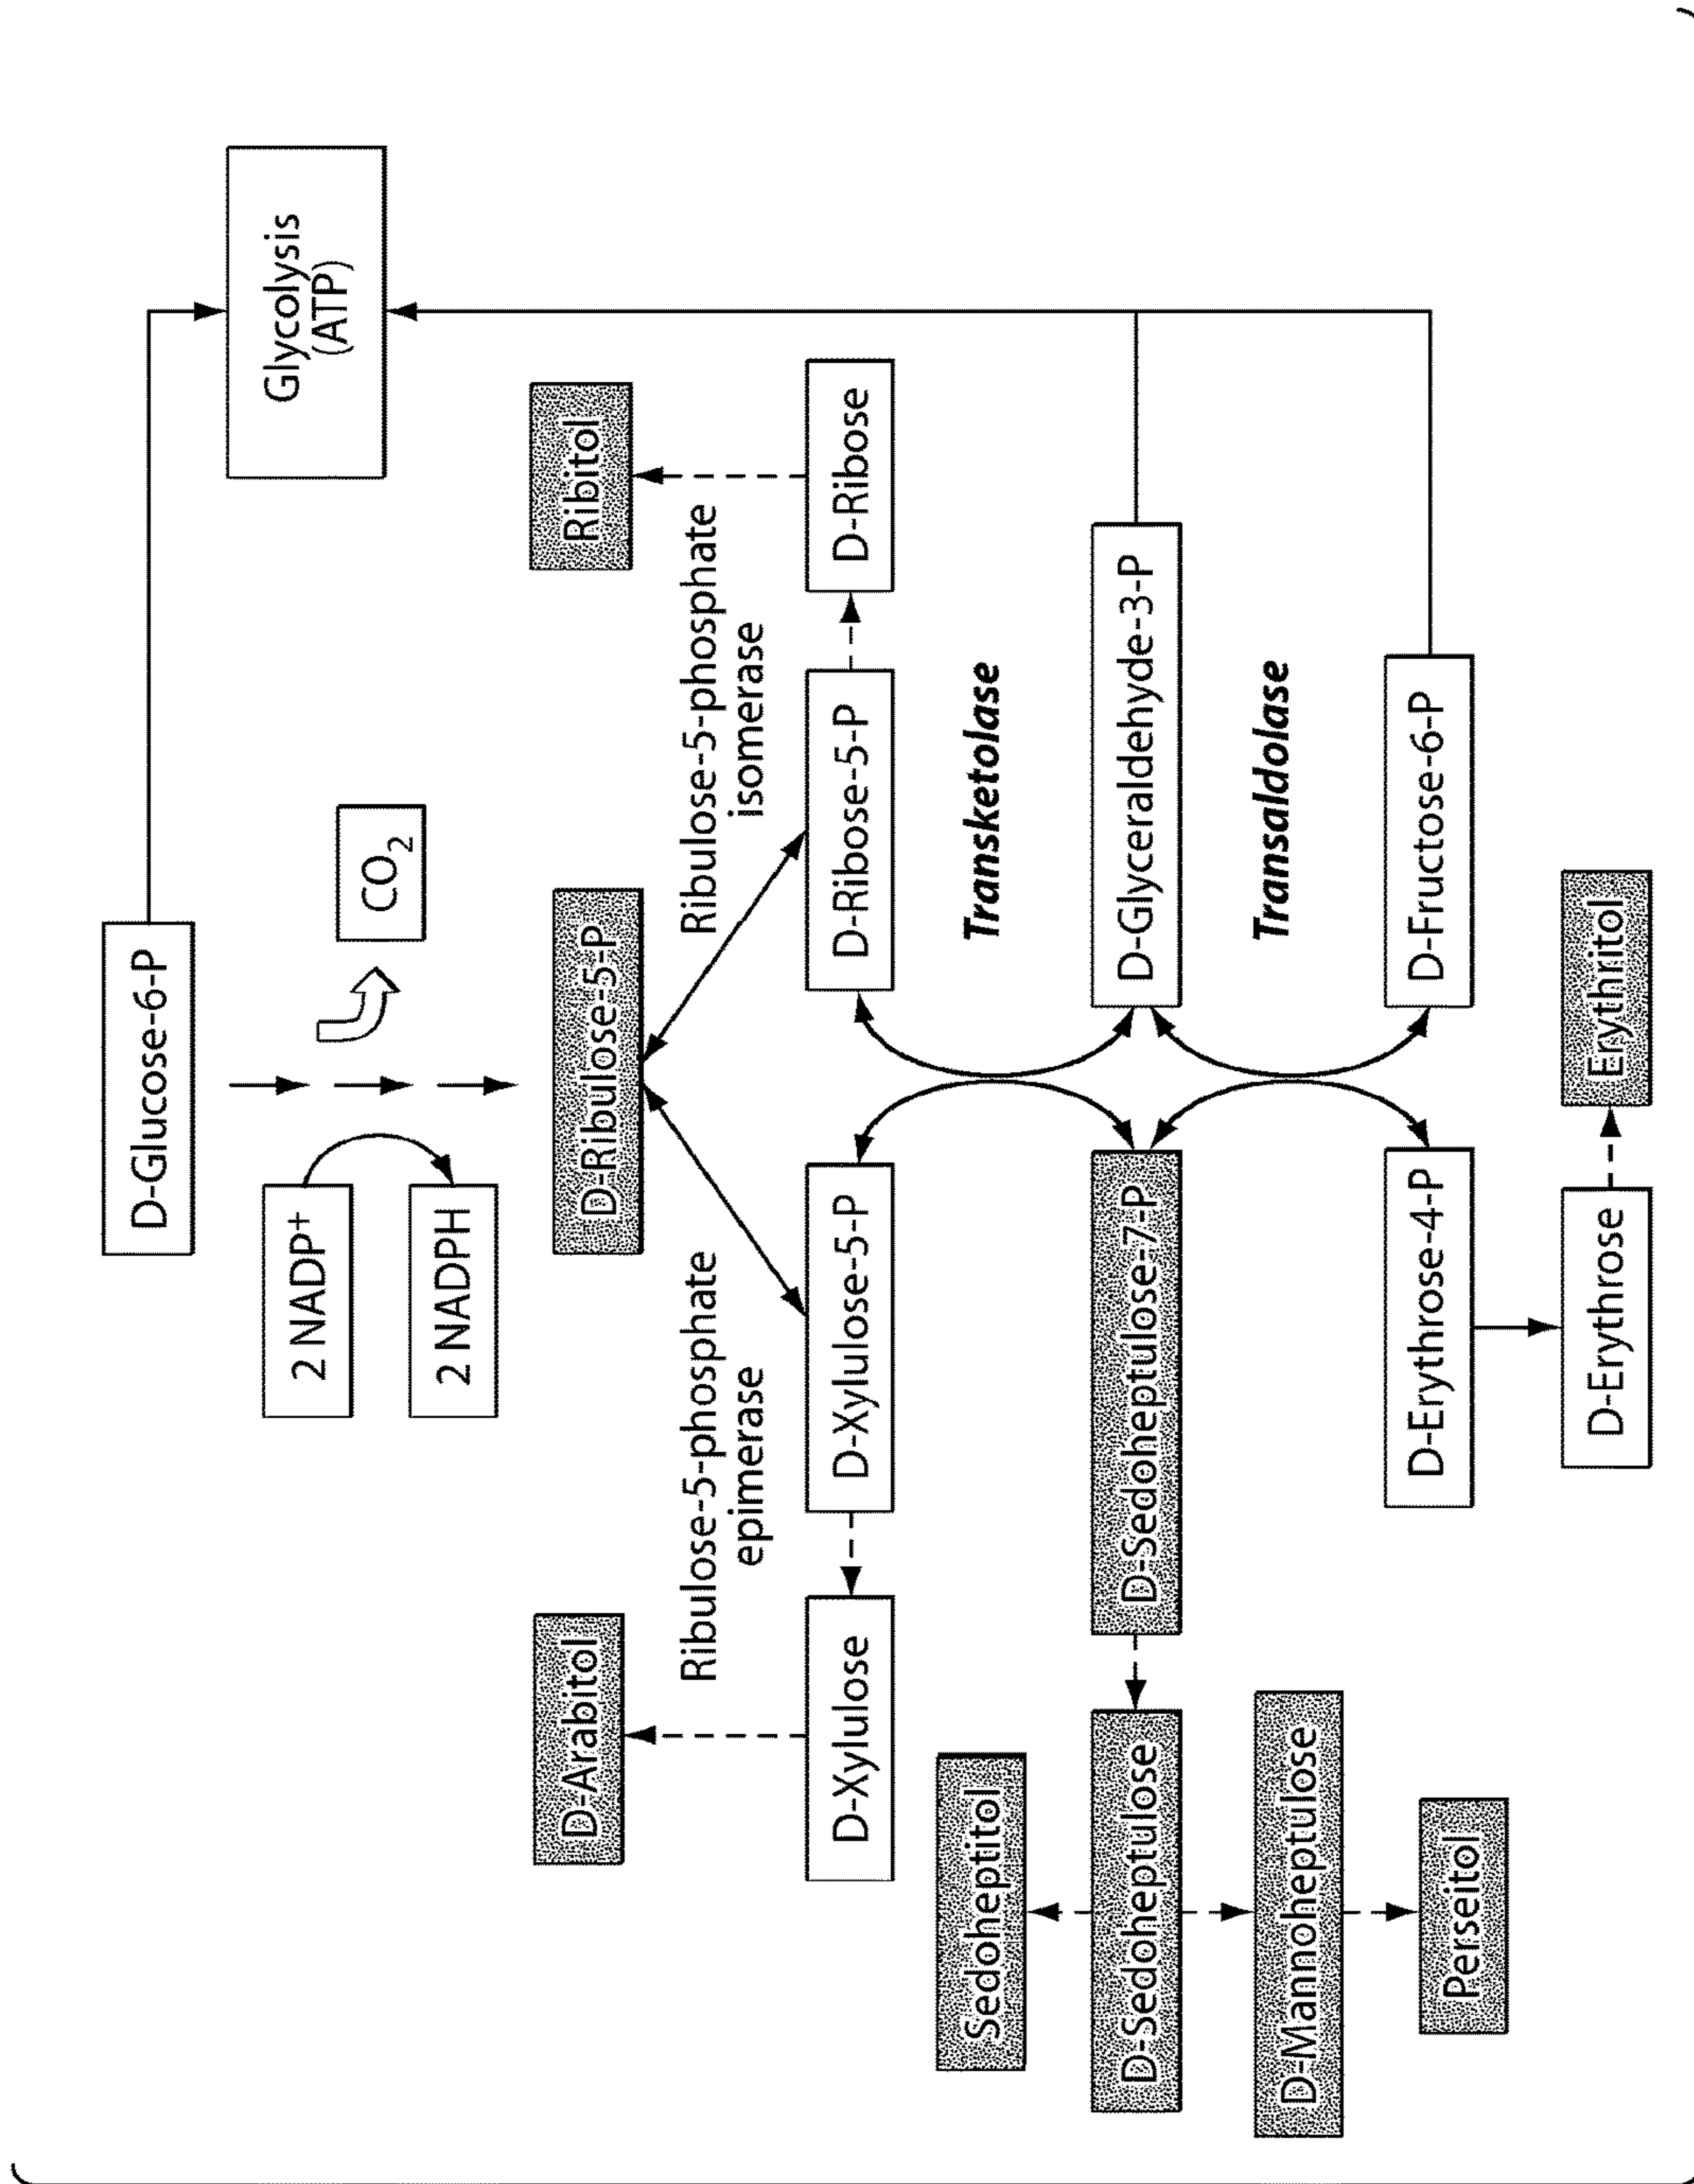 D-Glucose-6-P
Glycolysis
(ATP)
2 NADP+
CO2
2 NADPH
D-Arabitol
D-Ribulose-5-P
Ribitol
Ribulose-5-phosphate
epimerase
Ribulose-5-phosphate
isomerase
D-Xylulose
D-Xylulose-5-P
D-Ribose-5-P
D-Ribose
Sedoheptitol
Transketolase
D-Sedoheptulose
D-Sedoheptulose-7-P
D-Glyceraldehyde-3-P
D-Mannoheptulose
Transaldolase
Perseitol
D-Erythrose-4-P
D-Fructose-6-P
D-Erythrose
Erythritol